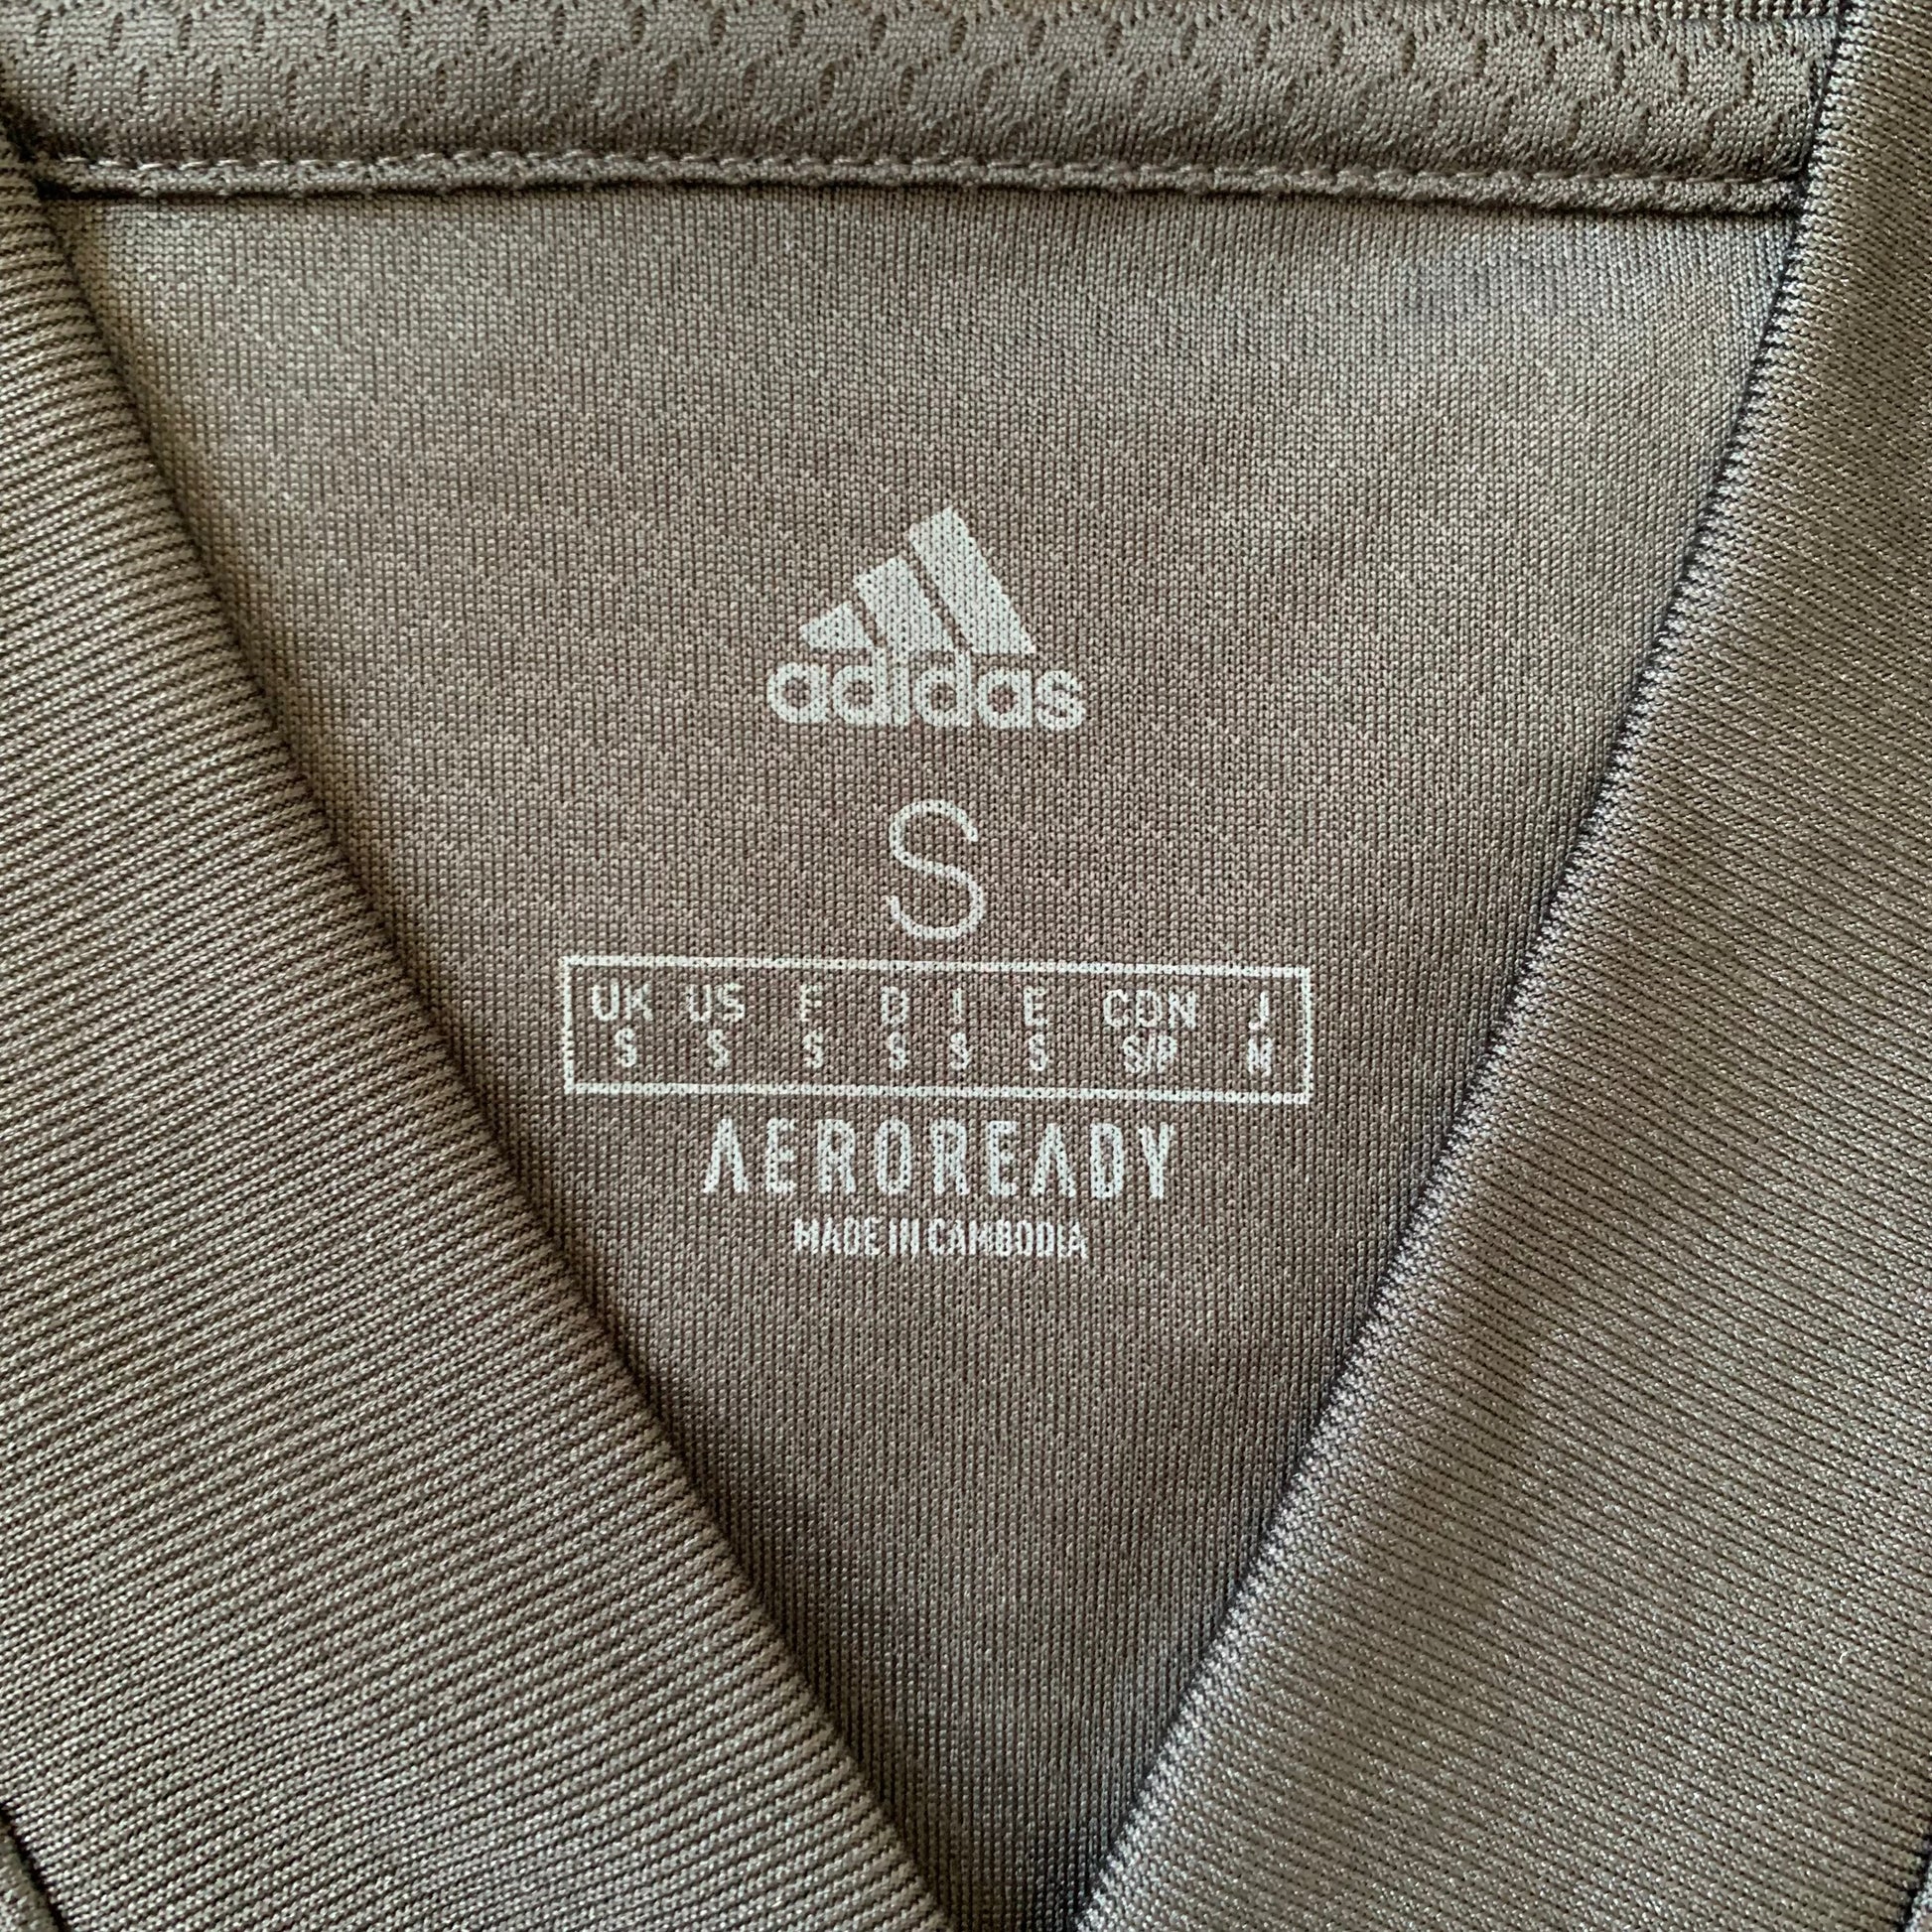 adidas
S
UK US F D I E CDN J
S S S S S S S/P M
AEROREADY
MADE IN CAMBODIA